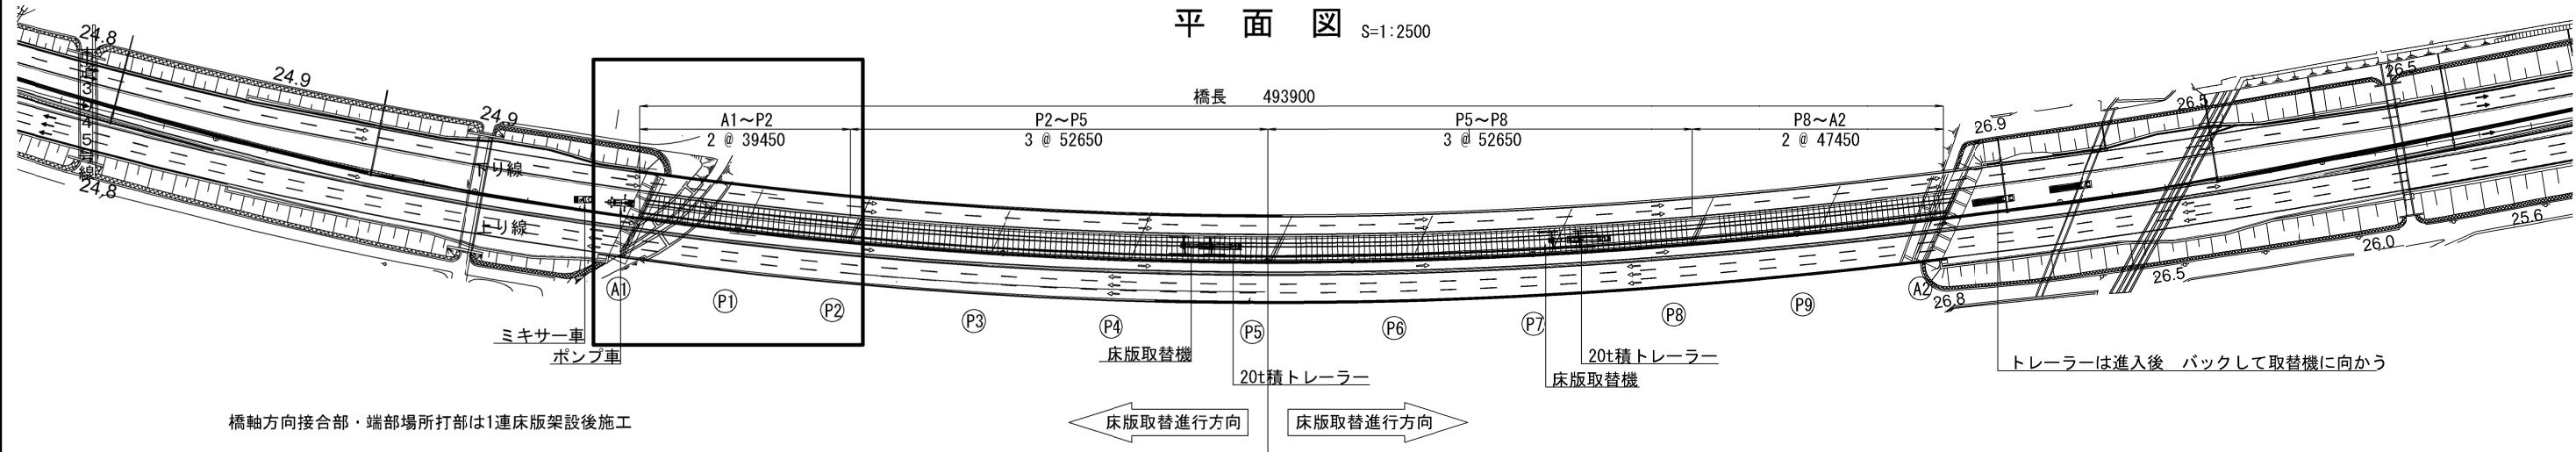 平 面 図 S=1:2500
24.8
24.9
24.9
橋長 493900
26.5
26.5
26.9
A1～P2
P2～P5
P5～P8
P8～A2
2 @ 39450
3 @ 52650
3 @ 52650
2 @ 47450
下り線
上り線
24.8
25.6
26.0
26.5
26.8
A1
P1
P2
P3
P4
P5
P6
P7
P8
P9
A2
ミキサー車
ポンプ車
床版取替機
20t積トレーラー
20t積トレーラー
床版取替機
トレーラーは進入後 バックして取替機に向かう
橋軸方向接合部・端部場所打部は1連床版架設後施工
床版取替進行方向
床版取替進行方向